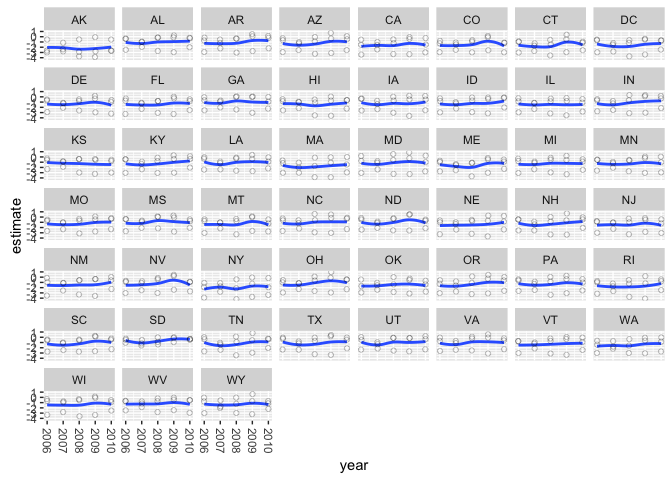 AK AL AR AZ CA CO CT DC
DE FL GA HI IA ID IL IN
KS KY LA MA MD ME MI MN
MO MS MT NC ND NE NH NJ
NM NV NY OH OK OR PA RI
SC SD TN TX UT VA VT WA
WI WV WY
estimate
2006 2007 2008 2009 2010 2006 2007 2008 2009 2010 2006 2007 2008 2009 2010
year